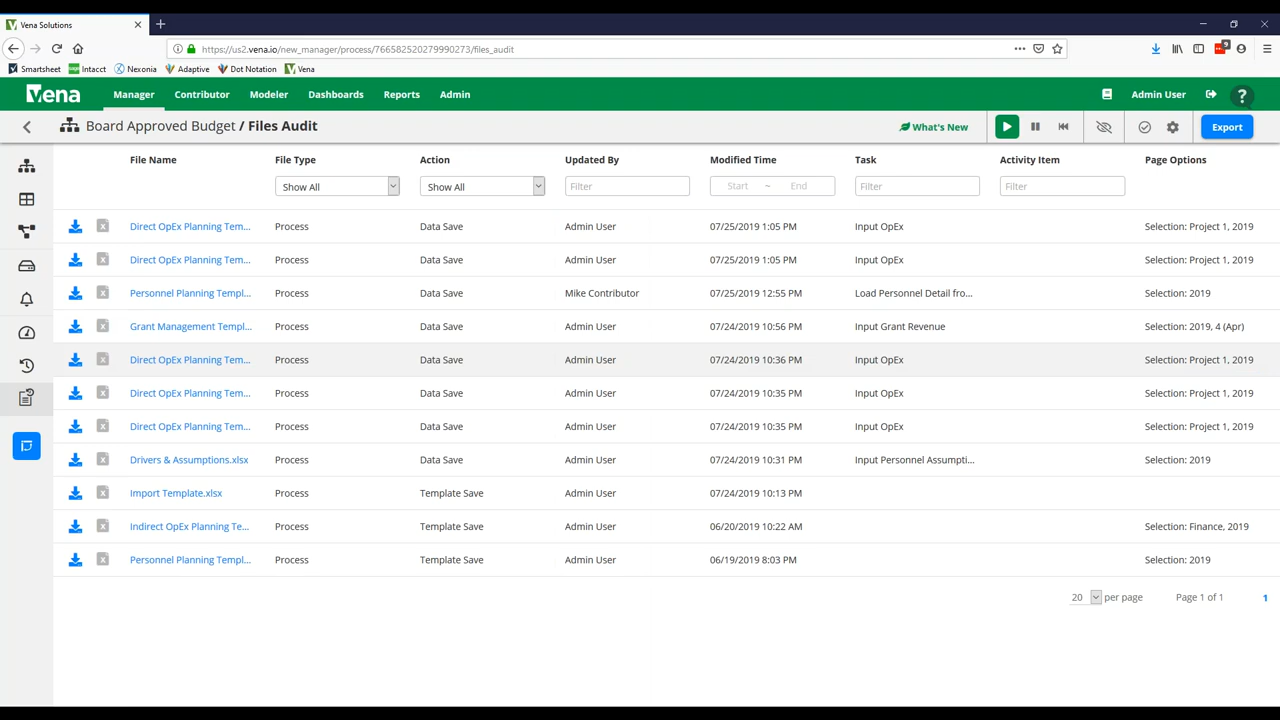 Vena Solutions
https://us2.vena.io/new_manager/process/766582520279990273/files_audit
9
Smartsheet Intacct Nexonia Adaptive Dot Notation Vena
vena Manager Contributor Modeler Dashboards Reports Admin Admin User ?
Board Approved Budget / Files Audit What's New Export
File Name File Type Action Updated By Modified Time Task Activity Item Page Options
Show All Show All Filter Start ~ End Filter Filter
Direct OpEx Planning Tem... Process Data Save Admin User 07/25/2019 1:05 PM Input OpEx Selection: Project 1, 2019
Direct OpEx Planning Tem... Process Data Save Admin User 07/25/2019 1:05 PM Input OpEx Selection: Project 1, 2019
Personnel Planning Templ... Process Data Save Mike Contributor 07/25/2019 12:55 PM Load Personnel Detail fro... Selection: 2019
Grant Management Templ... Process Data Save Admin User 07/24/2019 10:56 PM Input Grant Revenue Selection: 2019, 4 (Apr)
Direct OpEx Planning Tem... Process Data Save Admin User 07/24/2019 10:36 PM Input OpEx Selection: Project 1, 2019
Direct OpEx Planning Tem... Process Data Save Admin User 07/24/2019 10:35 PM Input OpEx Selection: Project 1, 2019
Direct OpEx Planning Tem... Process Data Save Admin User 07/24/2019 10:35 PM Input OpEx Selection: Project 1, 2019
Drivers & Assumptions.xlsx Process Data Save Admin User 07/24/2019 10:31 PM Input Personnel Assumpti... Selection: 2019
Import Template.xlsx Process Template Save Admin User 07/24/2019 10:13 PM
Indirect OpEx Planning Te... Process Template Save Admin User 06/20/2019 10:22 AM Selection: Finance, 2019
Personnel Planning Templ... Process Template Save Admin User 06/19/2019 8:03 PM Selection: 2019
20 per page Page 1 of 1 1